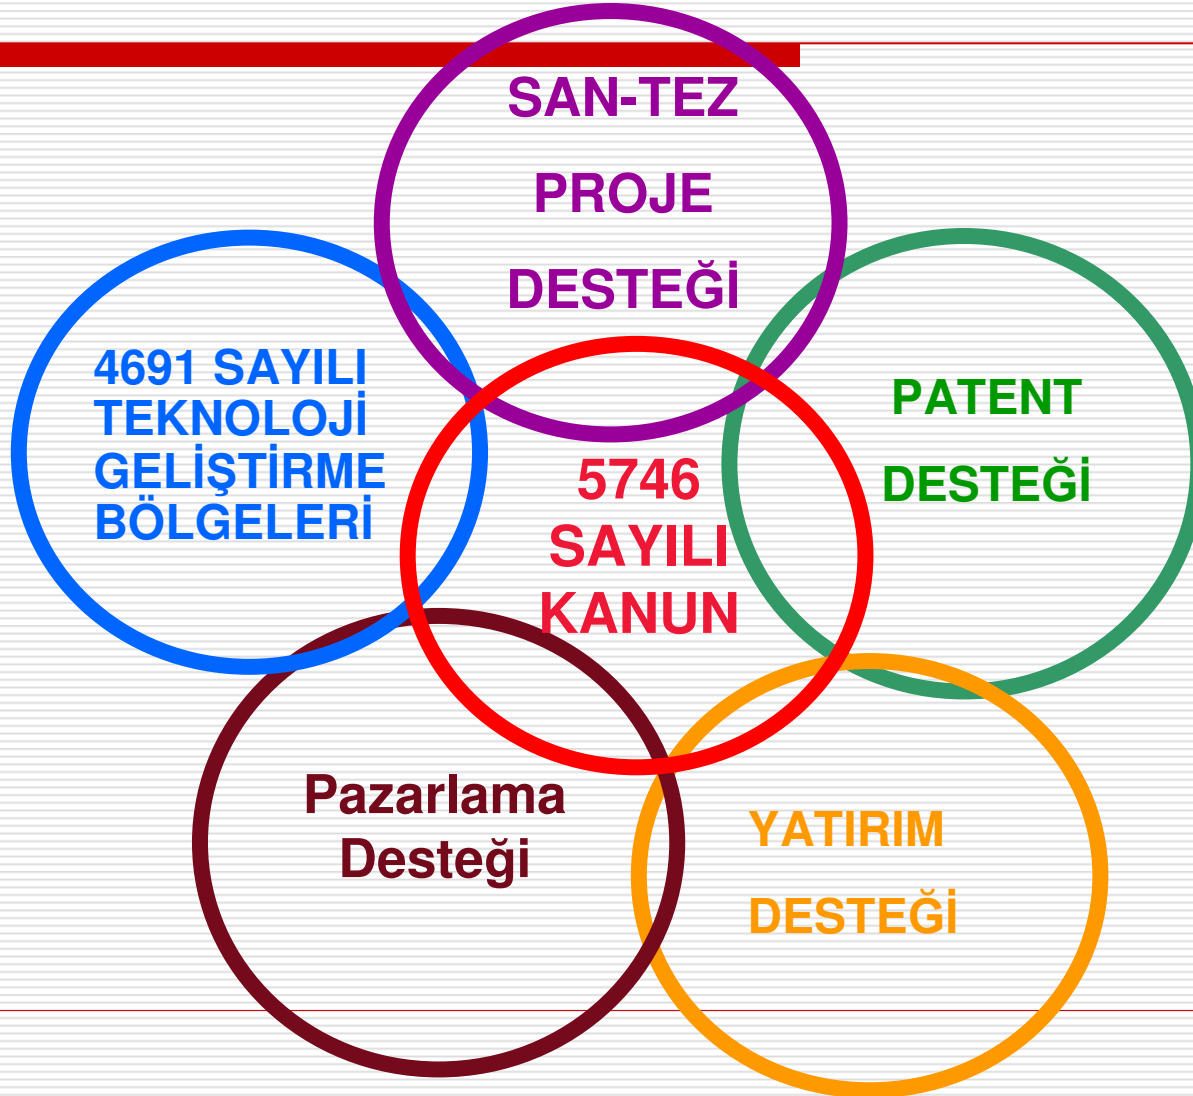 SAN-TEZ
PROJE
DESTEĞİ
4691 SAYILI
TEKNOLOJİ
GELİŞTİRME
BÖLGELERİ
PATENT
DESTEĞİ
5746
SAYILI
KANUN
Pazarlama
Desteği
YATIRIM
DESTEĞİ